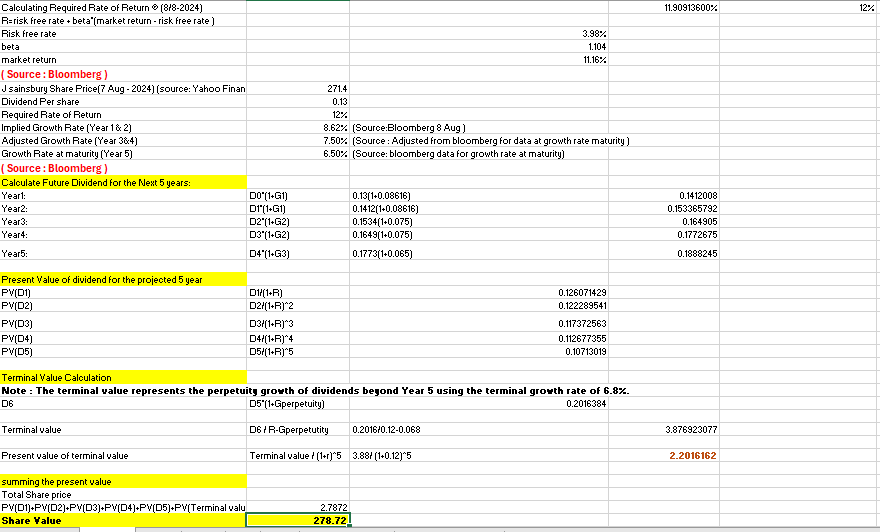 Calculating Required Rate of Return @ (8/8-2024) 11.90913600% 12%
R=risk free rate + beta*(market return - risk free rate )
Risk free rate 3.98%
beta 1.104
market return 11.16%
( Source : Bloomberg )
J sainsbury Share Price(7 Aug - 2024) (source: Yahoo Finan 271.4
Dividend Per share 0.13
Required Rate of Return 12%
Implied Growth Rate (Year 1 & 2) 8.62% (Source:Bloomberg 8 Aug )
Adjusted Growth Rate (Year 3&4) 7.50% (Source : Adjusted from bloomberg for data at growth rate maturity )
Growth Rate at maturity (Year 5) 6.50% (Source: bloomberg data for growth rate at maturity)
( Source : Bloomberg )
Calculate Future Dividend for the Next 5 years:
Year1: D0*(1+G1) 0.13(1+0.08616) 0.1412008
Year2: D1*(1+G1) 0.1412(1+0.08616) 0.153365792
Year3: D2*(1+G2) 0.1534(1+0.075) 0.164905
Year4: D3*(1+G2) 0.1649(1+0.075) 0.1772675
Year5: D4*(1+G3) 0.1773(1+0.065) 0.1888245
Present Value of dividend for the projected 5 year
PV(D1) D1/(1+R) 0.126071429
PV(D2) D2/(1+R)^2 0.122289541
PV(D3) D3/(1+R)^3 0.117372563
PV(D4) D4/(1+R)^4 0.112677355
PV(D5) D5/(1+R)^5 0.10713019
Terminal Value Calculation
Note : The terminal value represents the perpetuity growth of dividends beyond Year 5 using the terminal growth rate of 6.8%.
D6 D5*(1+Gperpetuity) 0.2016384
Terminal value D6 / R-Gperpetutity 0.2016/0.12-0.068 3.876923077
Present value of terminal value Terminal value / (1+r)^5 3.88/ (1+0.12)^5 2.2016162
summing the present value
Total Share price
PV(D1)+PV(D2)+PV(D3)+PV(D4)+PV(D5)+PV(Terminal valu 2.7872
Share Value 278.72